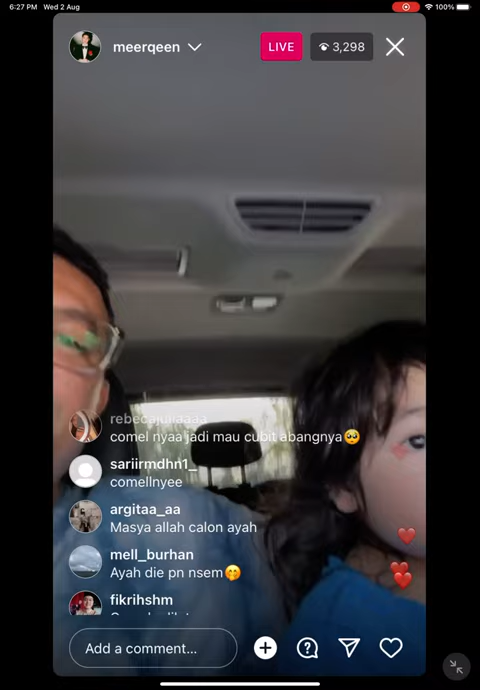 6:27 PM Wed 2 Aug
100%
meerqeen
LIVE
3,298
rebecajuliaaaa
comel nyaa jadi mau cubit abangnya🥺
sariirmdhn1_
comellnyee
argitaa_aa
Masya allah calon ayah
mell_burhan
Ayah die pn nsem🤭
fikrihshm
Add a comment...